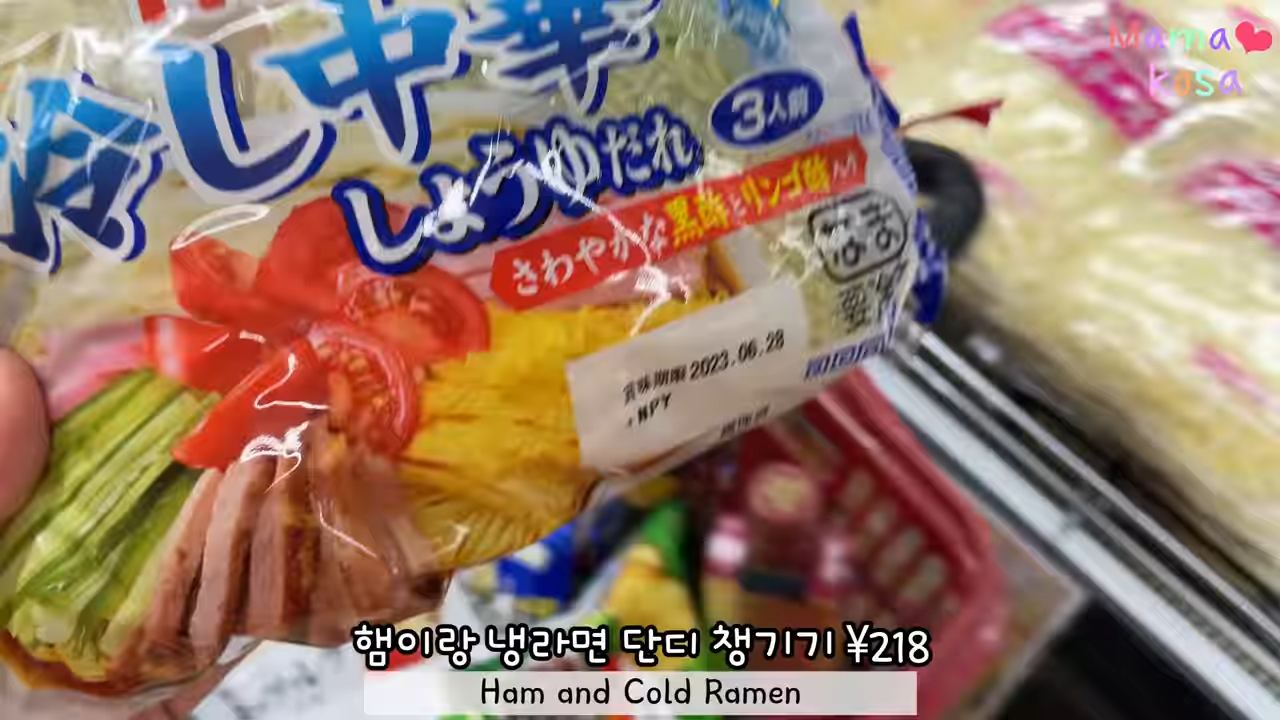 Mama
kosa
冷し中華
3人前
しょうゆだれ
さわやかな黒酢とリンゴ酢入り
賞味期限 2023.06.28
+NPY
햄이랑 냉라면 단디 챙기기 ¥218
Ham and Cold Ramen